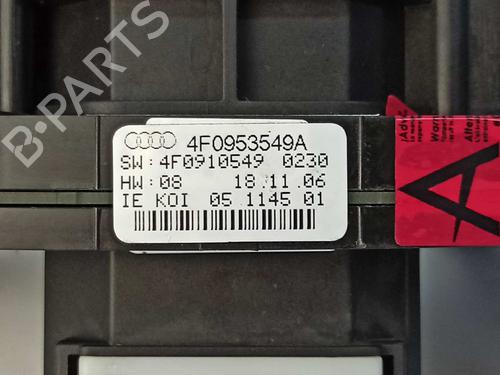 B-PARTS
4F0953549A
SW:4F0910549 0230
HW:08 18.11.06
IE KOI 05 1145 01
A